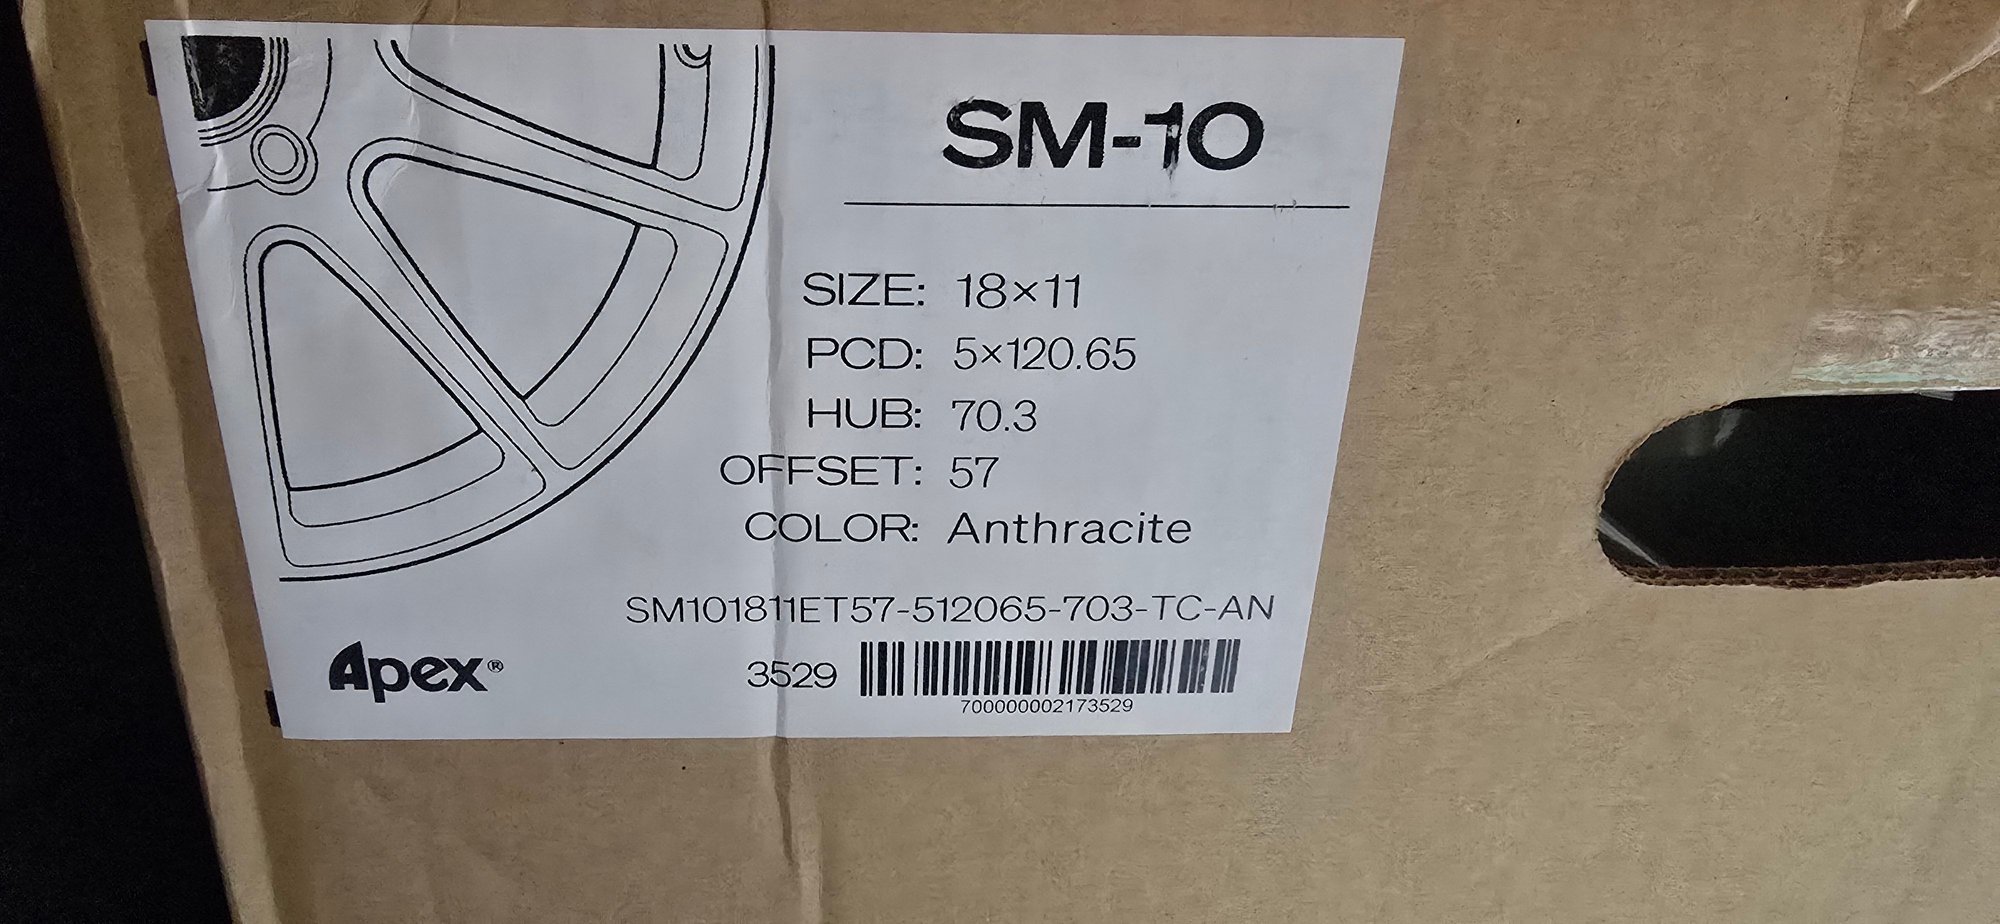 SM-10
SIZE: 18×11
PCD: 5×120.65
HUB: 70.3
OFFSET: 57
COLOR: Anthracite
SM101811ET57-512065-703-TC-AN
Apex®
3529
700000002173529